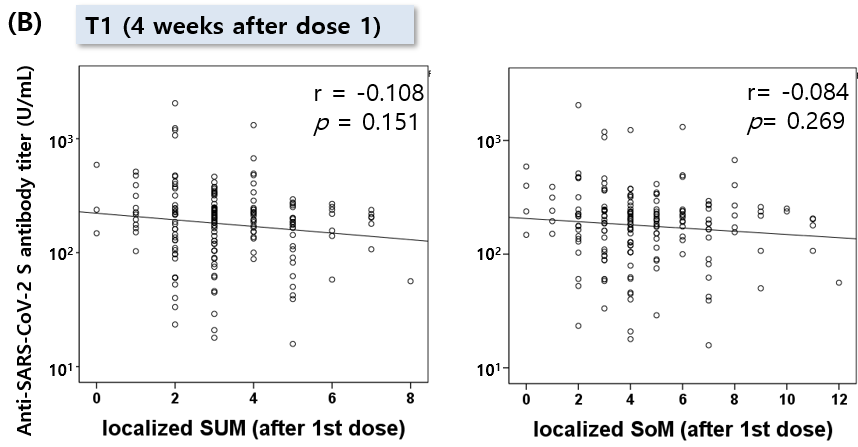 (B)
T1 (4 weeks after dose 1)
Anti-SARS-CoV-2 S antibody titer (U/mL)
r = -0.108
p = 0.151
10³
10²
10¹
0 2 4 6 8
localized SUM (after 1st dose)
r= -0.084
p= 0.269
10³
10²
10¹
0 2 4 6 8 10 12
localized SoM (after 1st dose)